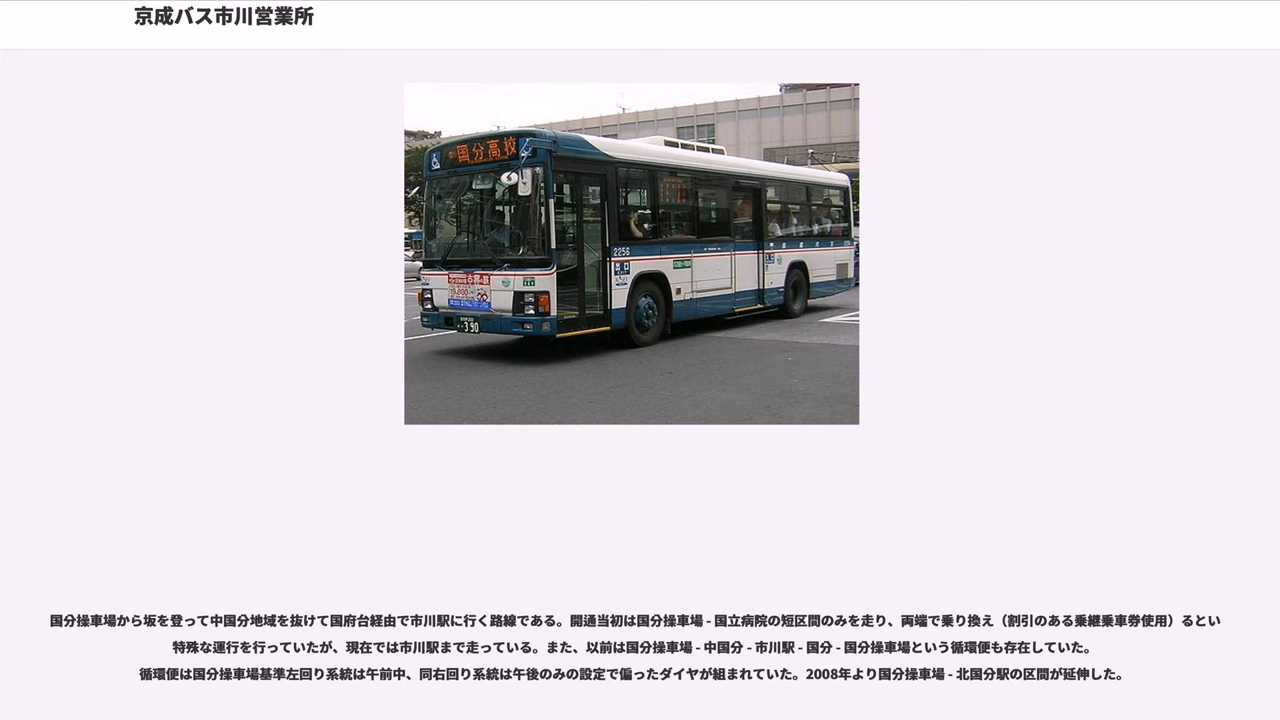 京成バス市川営業所
国分高校
2256
出口
19,800
390
国分操車場から坂を登って中国分地域を抜けて国府台経由で市川駅に行く路線である。開通当初は国分操車場 - 国立病院の短区間のみを走り、両端で乗り換え（割引のある乗継乗車券使用）るとい
特殊な運行を行っていたが、現在では市川駅まで走っている。また、以前は国分操車場 - 中国分 - 市川駅 - 国分 - 国分操車場という循環便も存在していた。
循環便は国分操車場基準左回り系統は午前中、同右回り系統は午後のみの設定で偏ったダイヤが組まれていた。2008年より国分操車場 - 北国分駅の区間が延伸した。